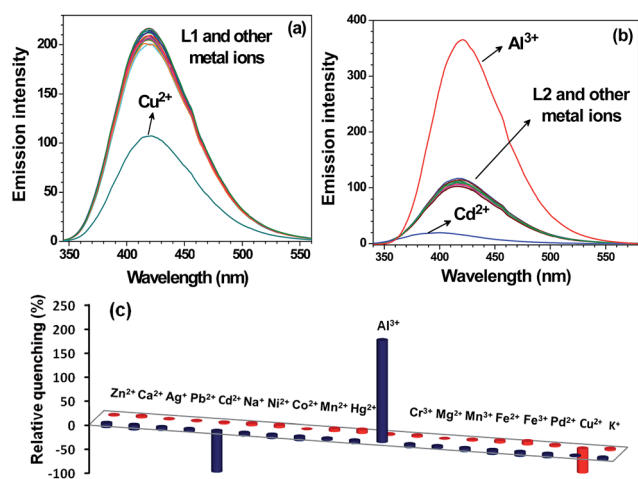 (a)
L1 and other
metal ions
Cu²⁺
Emission intensity
200
150
100
50
0
350 400 450 500 550
Wavelength (nm)
(b)
Al³⁺
L2 and other
metal ions
Cd²⁺
Emission intensity
400
300
200
100
0
350 400 450 500 550
Wavelength (nm)
(c)
Relative quenching (%)
250
200
150
100
50
0
-50
-100
Al³⁺
Zn²⁺ Ca²⁺ Ag⁺ Pb²⁺ Cd²⁺ Na⁺ Ni²⁺ Co²⁺ Mn²⁺ Hg²⁺
Cr³⁺ Mg²⁺ Mn³⁺ Fe²⁺ Fe³⁺ Pd²⁺ Cu²⁺ K⁺